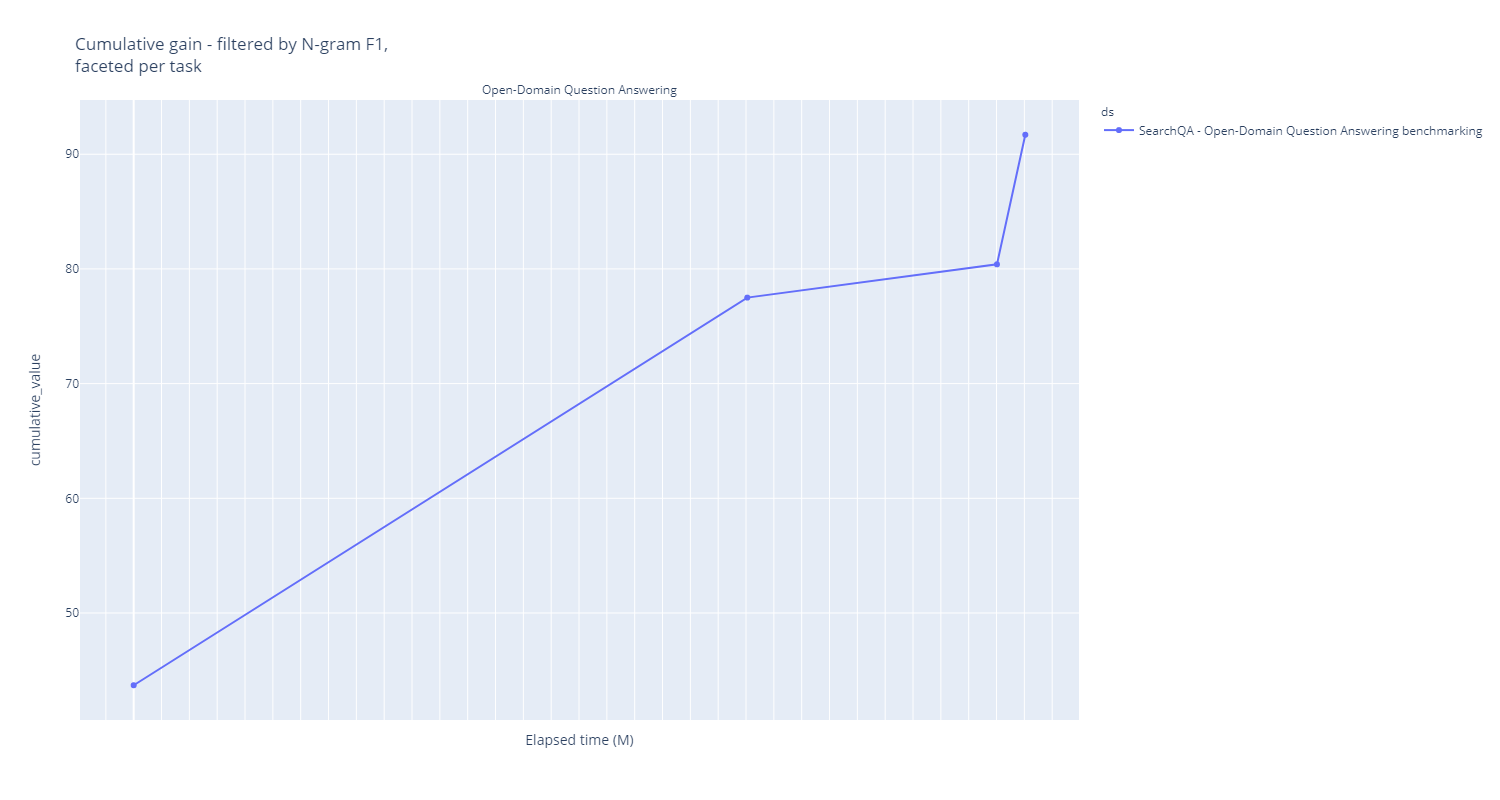 Cumulative gain - filtered by N-gram F1,
faceted per task
Open-Domain Question Answering
ds
SearchQA - Open-Domain Question Answering benchmarking
90
80
70
60
50
cumulative_value
Elapsed time (M)